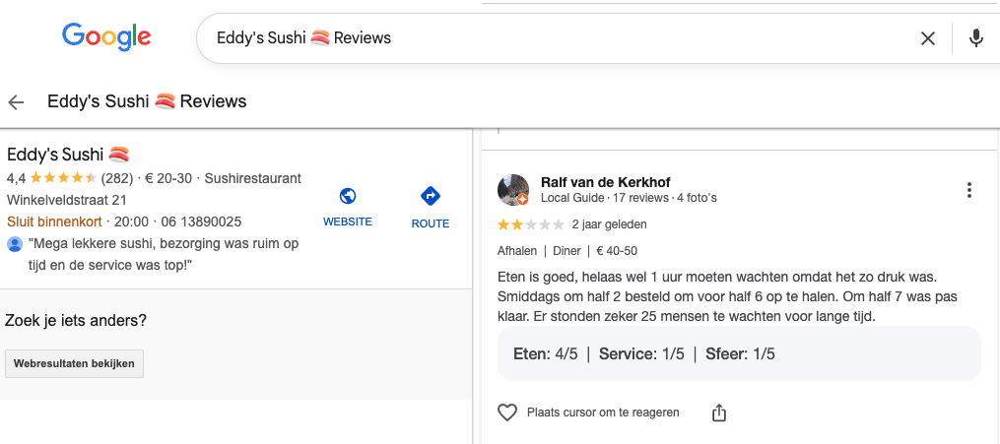 Google
Eddy's Sushi 🍣 Reviews
Eddy's Sushi 🍣 Reviews
Eddy's Sushi 🍣
4,4 (282) · € 20-30 · Sushirestaurant
Winkelveldstraat 21
Sluit binnenkort · 20:00 · 06 13890025
"Mega lekkere sushi, bezorging was ruim op
tijd en de service was top!"
WEBSITE
ROUTE
Zoek je iets anders?
Webresultaten bekijken
Ralf van de Kerkhof
Local Guide · 17 reviews · 4 foto's
2 jaar geleden
Afhalen | Diner | € 40-50
Eten is goed, helaas wel 1 uur moeten wachten omdat het zo druk was.
Smiddags om half 2 besteld om voor half 6 op te halen. Om half 7 was pas
klaar. Er stonden zeker 25 mensen te wachten voor lange tijd.
Eten: 4/5 | Service: 1/5 | Sfeer: 1/5
Plaats cursor om te reageren